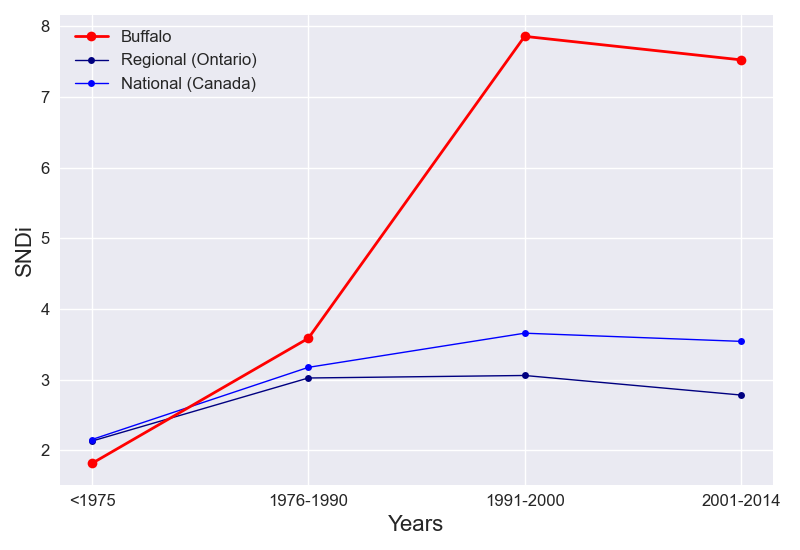 8
7
6
5
4
3
2
SNDi
Buffalo
Regional (Ontario)
National (Canada)
<1975
1976-1990
1991-2000
2001-2014
Years